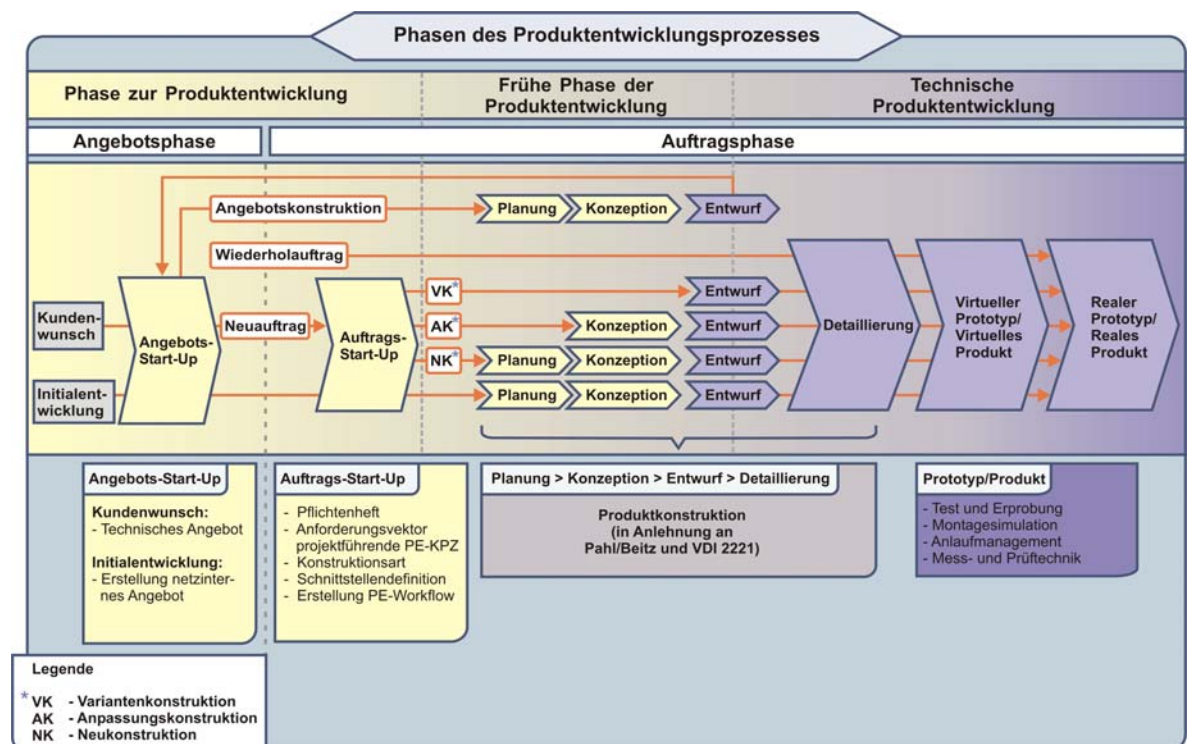 Phasen des Produktentwicklungsprozesses
Phase zur Produktentwicklung
Frühe Phase der
Produktentwicklung
Technische
Produktentwicklung
Angebotsphase
Auftragsphase
Angebotskonstruktion
Planung
Konzeption
Entwurf
Wiederholauftrag
Kunden-
wunsch
Initialent-
wicklung
Angebots-
Start-Up
Neuauftrag
Auftrags-
Start-Up
VK*
Entwurf
AK*
Konzeption
Entwurf
NK*
Planung
Konzeption
Entwurf
Planung
Konzeption
Entwurf
Detaillierung
Virtueller
Prototyp/
Virtuelles
Produkt
Realer
Prototyp/
Reales
Produkt
Angebots-Start-Up
Kundenwunsch:
- Technisches Angebot
Initialentwicklung:
- Erstellung netzinter-
nes Angebot
Auftrags-Start-Up
- Pflichtenheft
- Anforderungsvektor
projektführende PE-KPZ
- Konstruktionsart
- Schnittstellendefinition
- Erstellung PE-Workflow
Planung > Konzeption > Entwurf > Detaillierung
Produktkonstruktion
(in Anlehnung an
Pahl/Beitz und VDI 2221)
Prototyp/Produkt
- Test und Erprobung
- Montagesimulation
- Anlaufmanagement
- Mess- und Prüftechnik
Legende
* VK - Variantenkonstruktion
AK - Anpassungskonstruktion
NK - Neukonstruktion